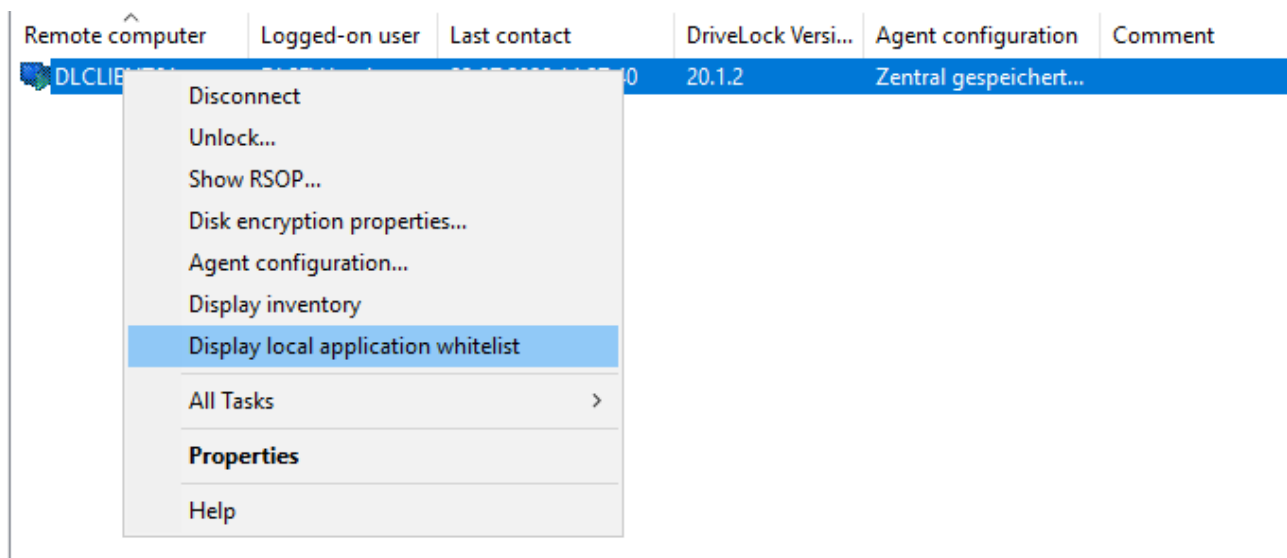 Remote computer Logged-on user Last contact DriveLock Versi... Agent configuration Comment
20.1.2 Zentral gespeichert...
Disconnect
Unlock...
Show RSOP...
Disk encryption properties...
Agent configuration...
Display inventory
Display local application whitelist
All Tasks
Properties
Help